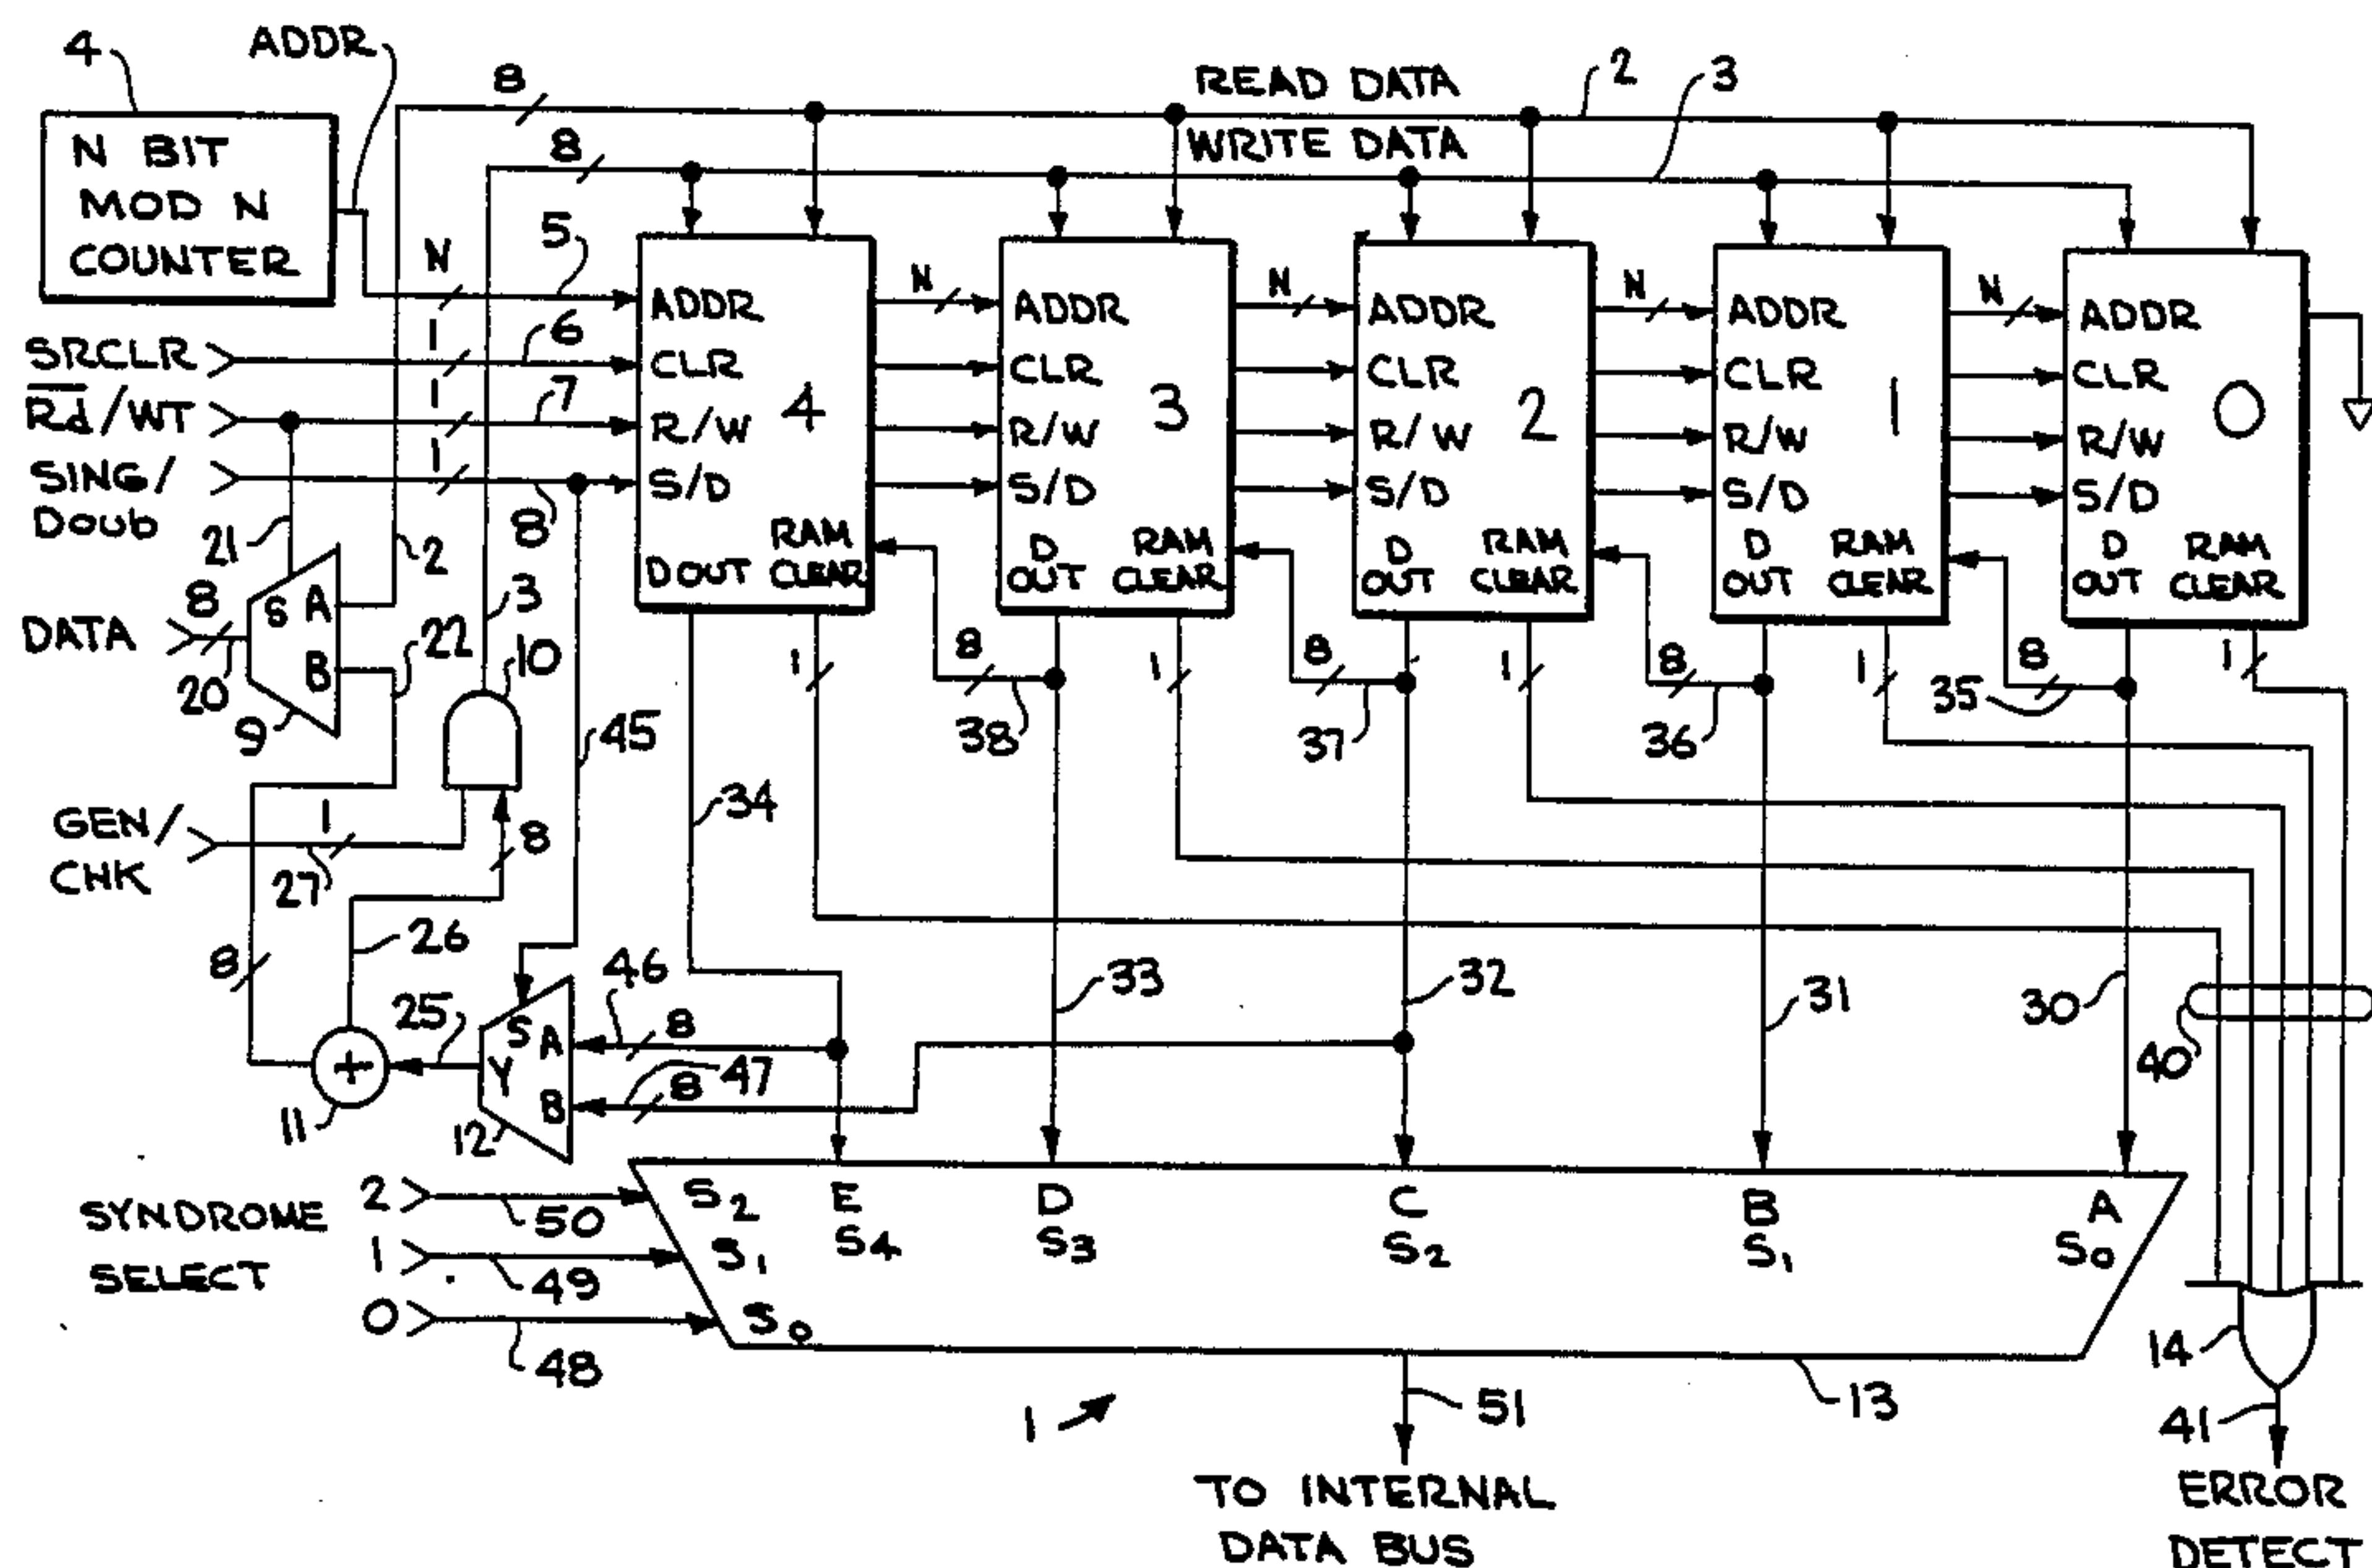 4
ADDR
8
READ DATA
2
3
N BIT
MOD N
COUNTER
8
WRITE DATA
N
5
SRCLR
1
6
Rd/WT
1
7
SING/
Doub
1
8
ADDR
CLR
R/W
S/D
4
D OUT
RAM
CLEAR
N
ADDR
CLR
R/W
S/D
3
D
OUT
RAM
CLEAR
N
ADDR
CLR
R/W
S/D
2
D
OUT
RAM
CLEAR
N
ADDR
CLR
R/W
S/D
1
D
OUT
RAM
CLEAR
N
ADDR
CLR
R/W
S/D
0
D
OUT
RAM
CLEAR
21
2
3
DATA
8
20
S
A
B
9
22
10
45
1
8
38
1
8
37
1
8
36
1
8
35
1
GEN/
CHK
1
27
8
34
26
8
25
46
8
33
32
31
30
40
11
12
S
A
Y
B
47
8
SYNDROME
SELECT
2
50
1
49
0
48
S2
S1
S0
E
S4
D
S3
C
S2
B
S1
A
S0
14
1
51
13
41
TO INTERNAL
DATA BUS
ERROR
DETECT